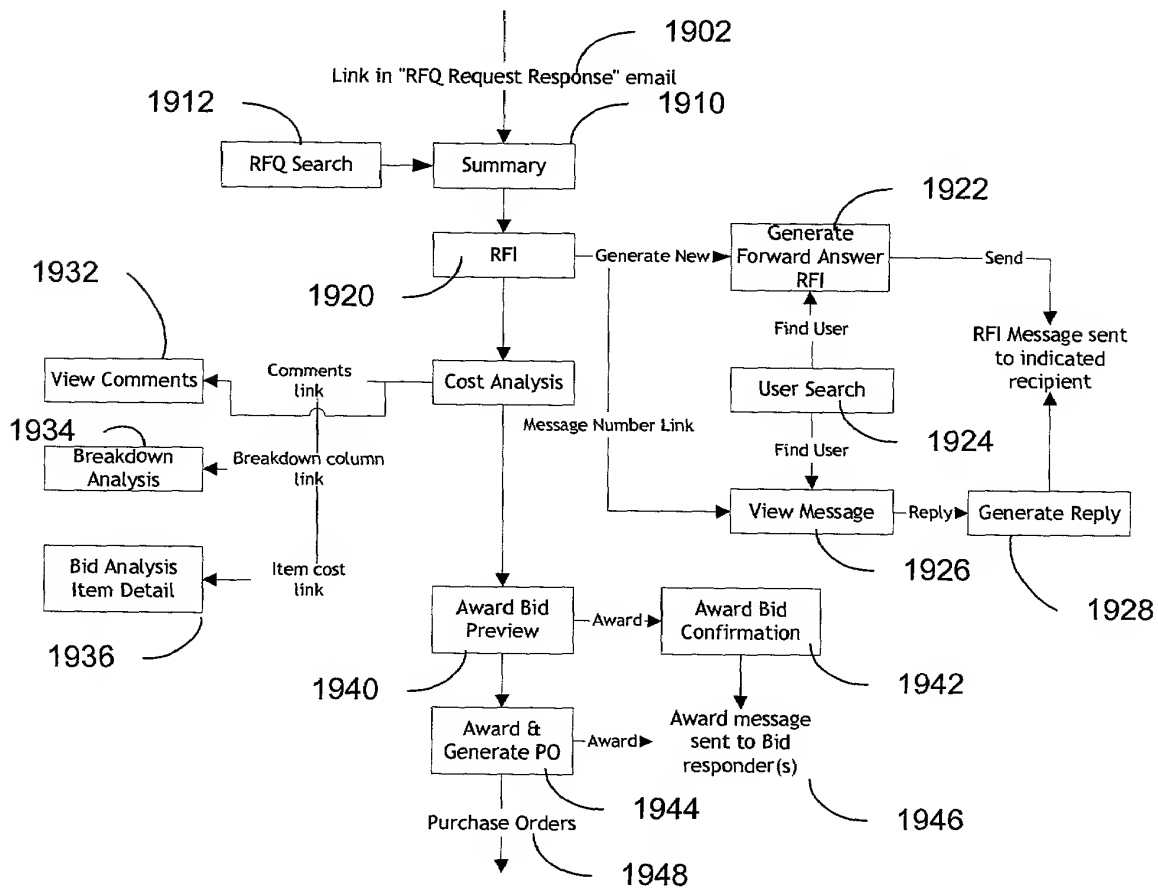 1902
Link in "RFQ Request Response" email
1912
1910
RFQ Search
Summary
1922
RFI
Generate New
Generate
Forward Answer
RFI
Send
1932
1920
Find User
RFI Message sent
to indicated
recipient
View Comments
Comments
link
Cost Analysis
User Search
1934
Message Number Link
1924
Breakdown
Analysis
Breakdown column
link
Find User
View Message
Reply
Generate Reply
Bid Analysis
Item Detail
Item cost
link
1926
1928
Award Bid
Preview
Award
Award Bid
Confirmation
1936
1940
1942
Award &
Generate PO
Award
Award message
sent to Bid
responder(s)
1944
1946
Purchase Orders
1948